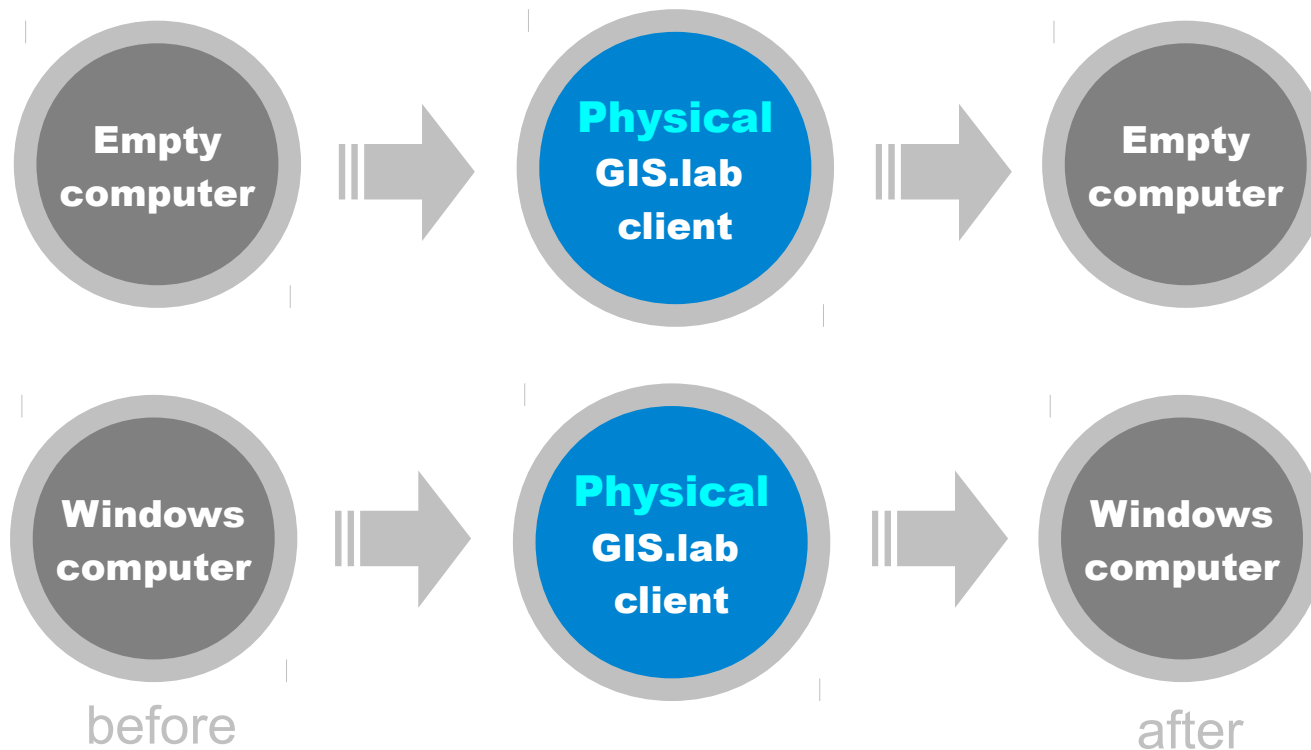 Empty
computer
Physical
GIS.lab
client
Empty
computer
Windows
computer
Physical
GIS.lab
client
Windows
computer
before
after